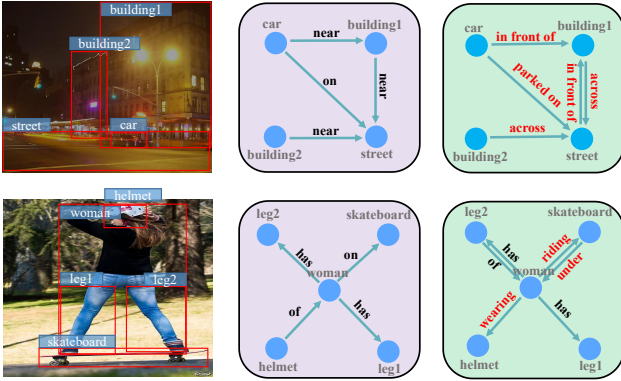 building1
building2
street
car
car
near
building1
on
near
building2
near
street
car
in front of
building1
parked on
in front of
across
building2
across
street
helmet
woman
leg1
leg2
skateboard
leg2
skateboard
has
on
woman
of
has
helmet
leg1
leg2
skateboard
has
of
riding
under
woman
wearing
has
helmet
leg1